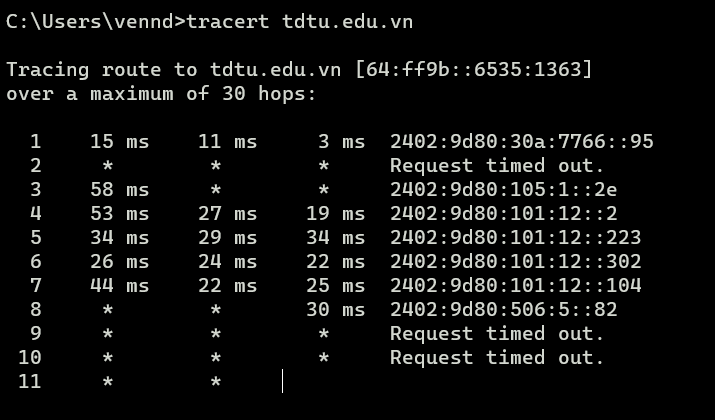 C:\Users\vennd>tracert tdtu.edu.vn
Tracing route to tdtu.edu.vn [64:ff9b::6535:1363]
over a maximum of 30 hops:
1 15 ms 11 ms 3 ms 2402:9d80:30a:7766::95
2 * * * Request timed out.
3 58 ms * * 2402:9d80:105:1::2e
4 53 ms 27 ms 19 ms 2402:9d80:101:12::2
5 34 ms 29 ms 34 ms 2402:9d80:101:12::223
6 26 ms 24 ms 22 ms 2402:9d80:101:12::302
7 44 ms 22 ms 25 ms 2402:9d80:101:12::104
8 * * 30 ms 2402:9d80:506:5::82
9 * * * Request timed out.
10 * * * Request timed out.
11 * *